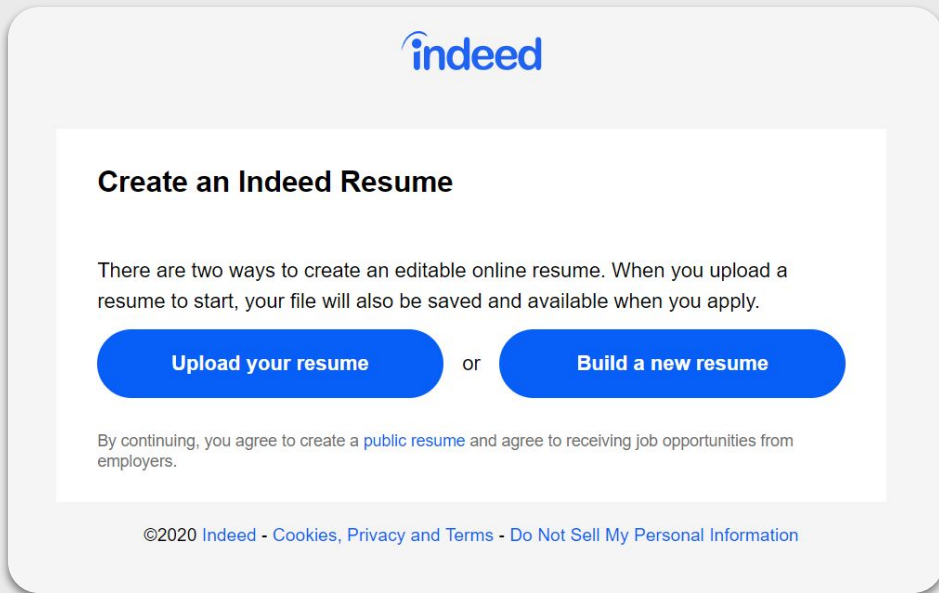 indeed
Create an Indeed Resume
There are two ways to create an editable online resume. When you upload a
resume to start, your file will also be saved and available when you apply.
Upload your resume or Build a new resume
By continuing, you agree to create a public resume and agree to receiving job opportunities from
employers.
©2020 Indeed - Cookies, Privacy and Terms - Do Not Sell My Personal Information